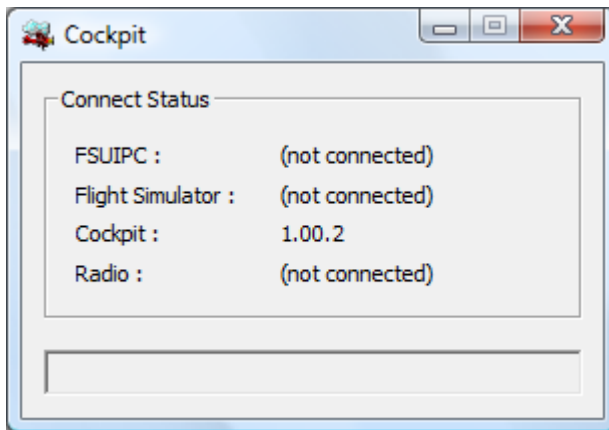 Cockpit
Connect Status
FSUIPC : (not connected)
Flight Simulator : (not connected)
Cockpit : 1.00.2
Radio : (not connected)